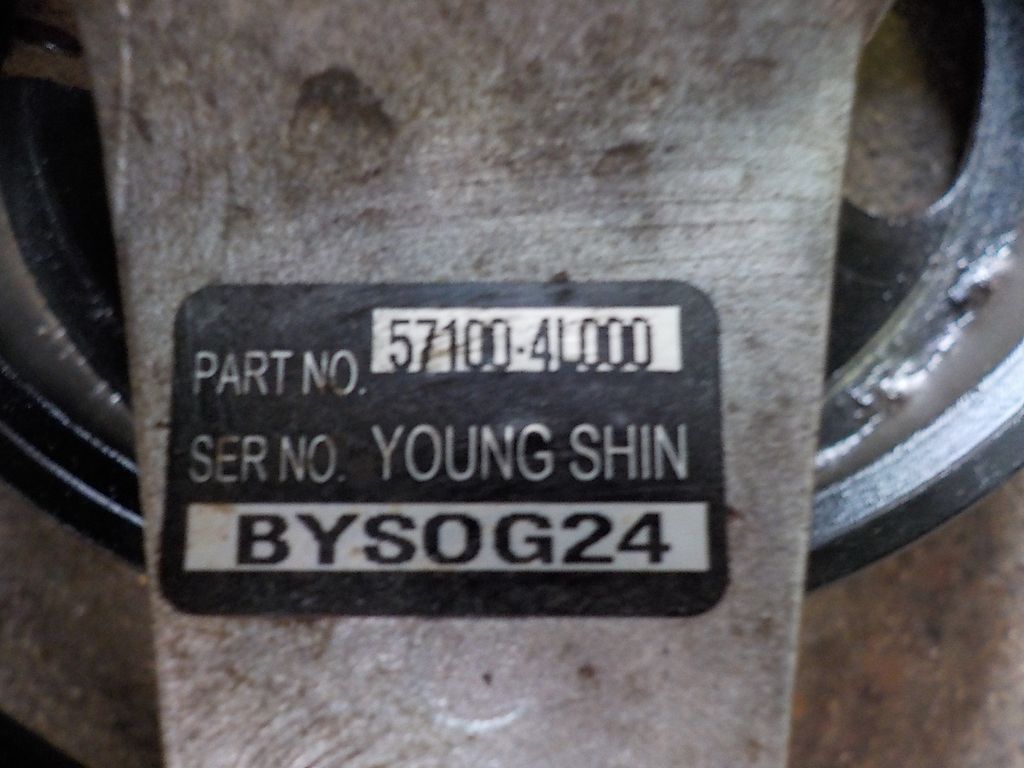 PART NO. 57100-4L000
SER NO. YOUNG SHIN
BYSOG24